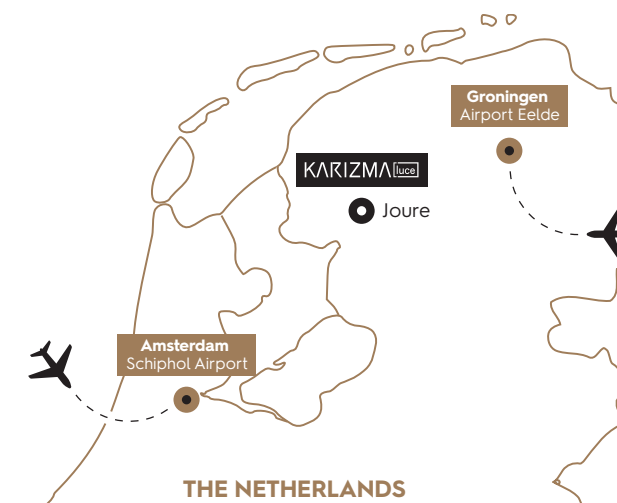 Groningen
Airport Eelde
KARIZMA luce
Joure
Amsterdam
Schiphol Airport
THE NETHERLANDS